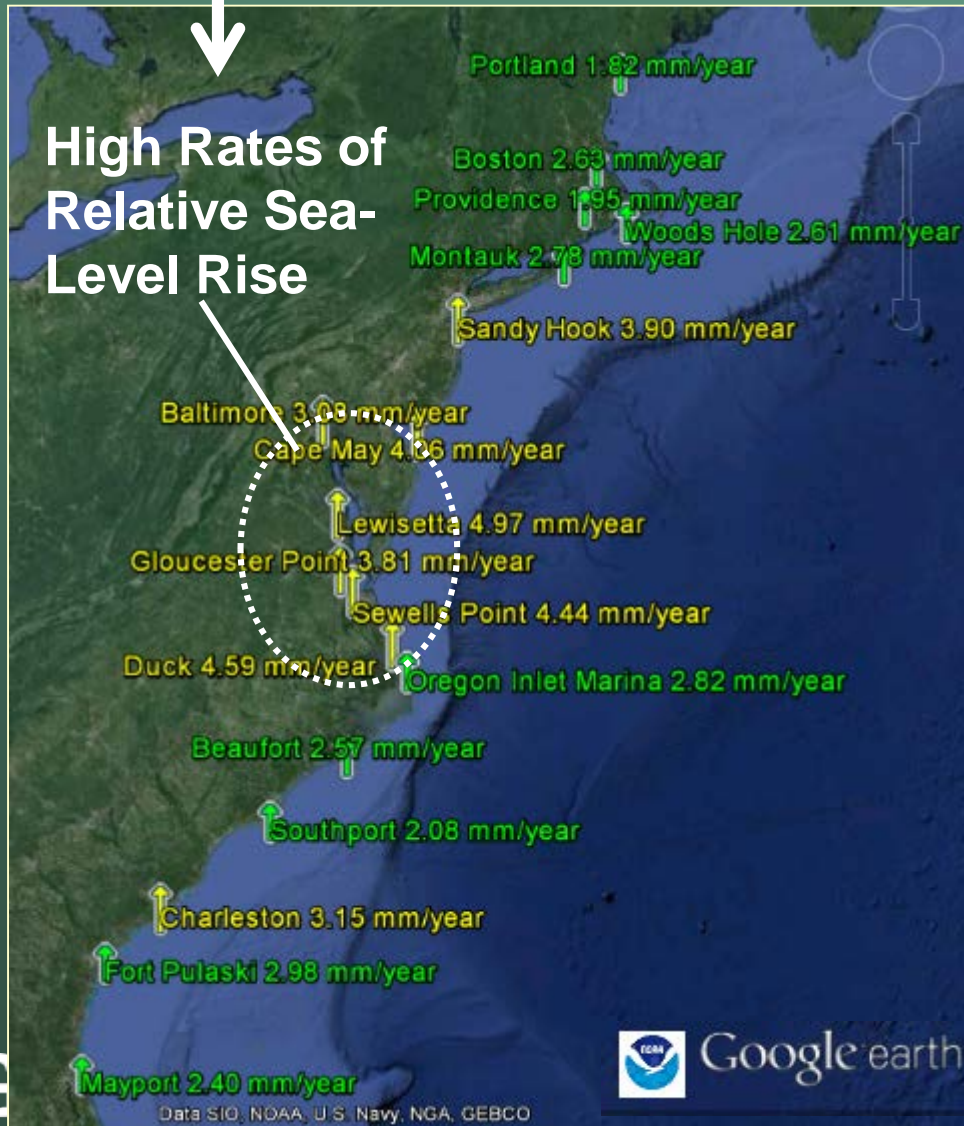 Portland 1.82 mm/year
High Rates of
Relative Sea-
Level Rise
Boston 2.63 mm/year
Providence 1.95 mm/year
Woods Hole 2.61 mm/year
Montauk 2.78 mm/year
Sandy Hook 3.90 mm/year
Baltimore 3.08 mm/year
Cape May 4.06 mm/year
Lewisetta 4.97 mm/year
Gloucester Point 3.81 mm/year
Sewells Point 4.44 mm/year
Duck 4.59 mm/year
Oregon Inlet Marina 2.82 mm/year
Beaufort 2.57 mm/year
Southport 2.08 mm/year
Charleston 3.15 mm/year
Fort Pulaski 2.98 mm/year
NOAA
Google earth
Mayport 2.40 mm/year
Data SIO, NOAA, U.S. Navy, NGA, GEBCO